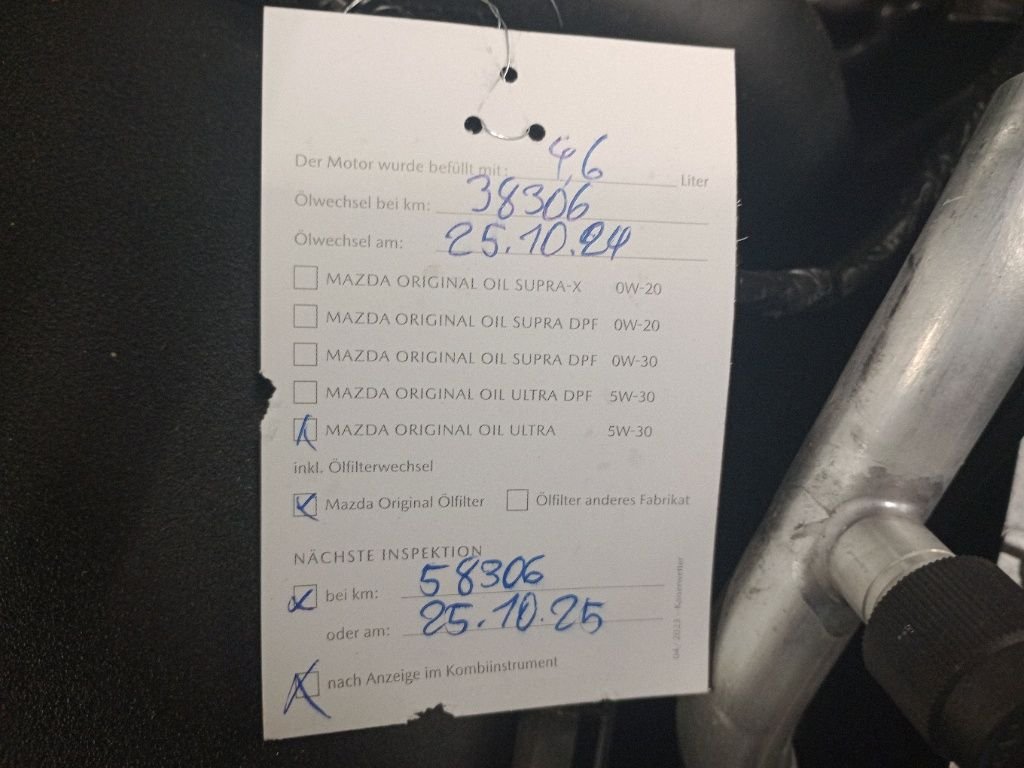 Der Motor wurde befüllt mit: 4,6 Liter
Ölwechsel bei km: 38306
Ölwechsel am: 25.10.24
MAZDA ORIGINAL OIL SUPRA-X 0W-20
MAZDA ORIGINAL OIL SUPRA DPF 0W-20
MAZDA ORIGINAL OIL SUPRA DPF 0W-30
MAZDA ORIGINAL OIL ULTRA DPF 5W-30
MAZDA ORIGINAL OIL ULTRA 5W-30
inkl. Ölfilterwechsel
Mazda Original Ölfilter Ölfilter anderes Fabrikat
NÄCHSTE INSPEKTION
bei km: 58306
oder am: 25.10.25
nach Anzeige im Kombiinstrument
04 / 2023 - Kaiserwetter